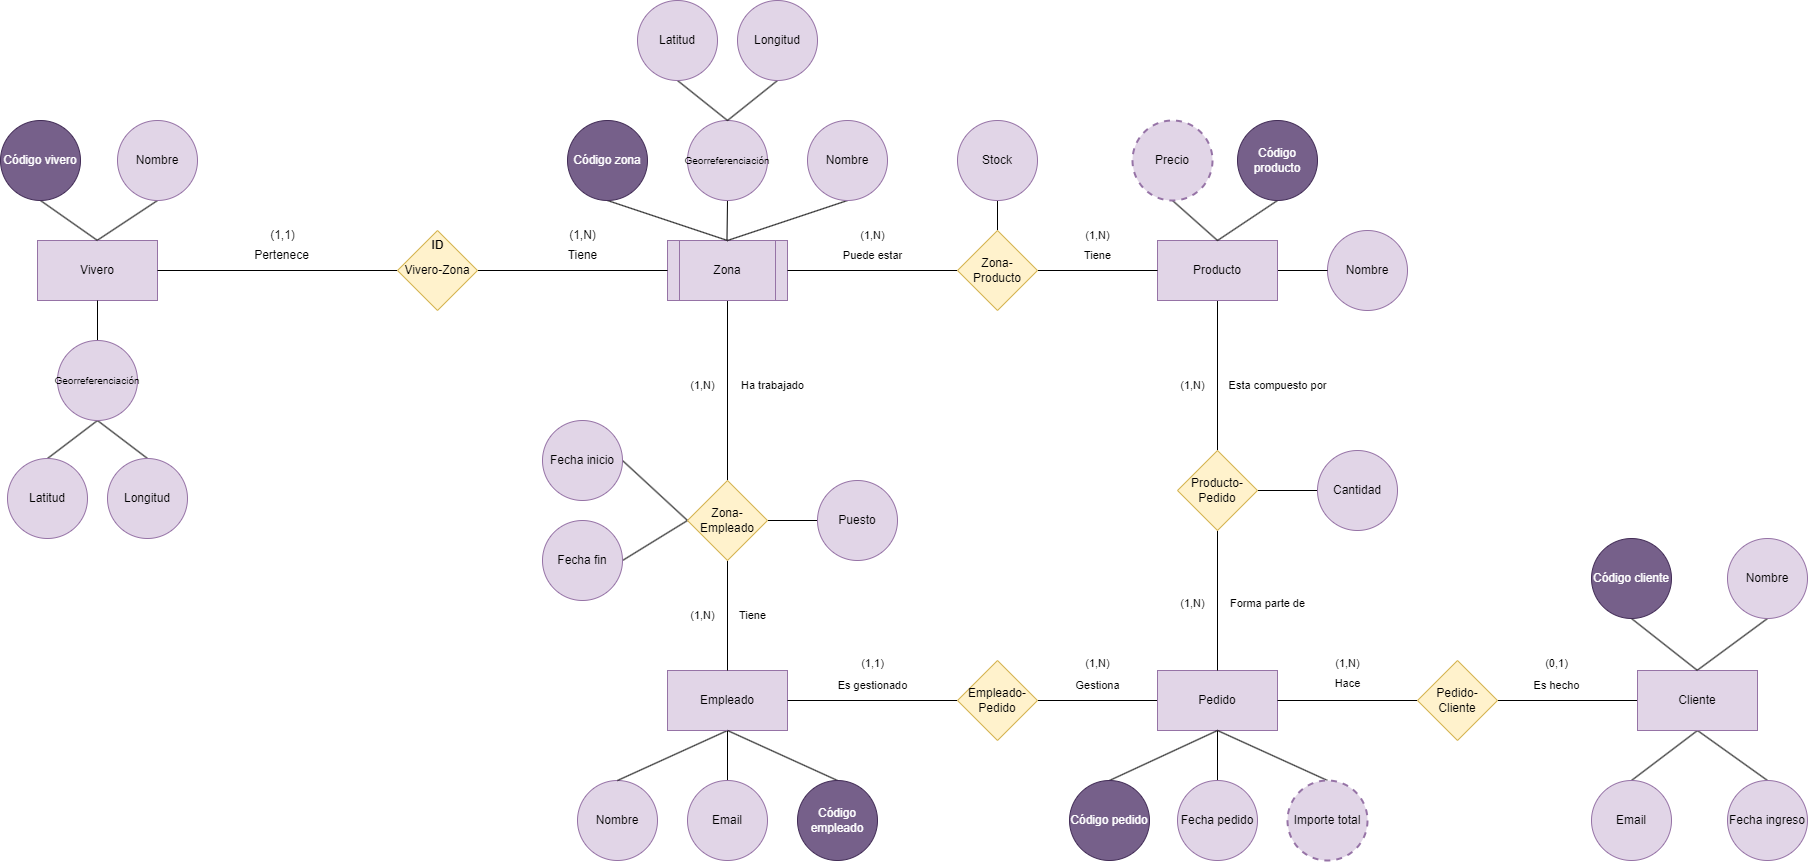 Latitud
Longitud
Código vivero
Nombre
Código zona
Georreferenciación
Nombre
Stock
Precio
Código
producto
(1,1)
Pertenece
ID
Vivero-Zona
(1,N)
Tiene
(1,N)
Puede estar
Zona-
Producto
(1,N)
Tiene
Vivero
Zona
Producto
Nombre
Georreferenciación
Latitud
Longitud
(1,N)
Ha trabajado
(1,N)
Esta compuesto por
Fecha inicio
Fecha fin
Zona-
Empleado
Puesto
Producto-
Pedido
Cantidad
(1,N)
Tiene
(1,N)
Forma parte de
Código cliente
Nombre
Empleado
(1,1)
Es gestionado
Empleado-
Pedido
(1,N)
Gestiona
Pedido
(1,N)
Hace
Pedido-
Cliente
(0,1)
Es hecho
Cliente
Nombre
Email
Código
empleado
Código pedido
Fecha pedido
Importe total
Email
Fecha ingreso